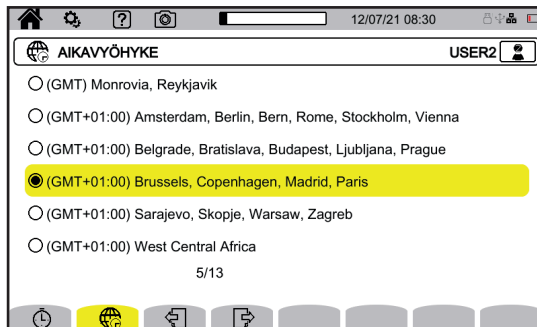 12/07/21 08:30
AIKAVYÖHYKE USER2
(GMT) Monrovia, Reykjavik
(GMT+01:00) Amsterdam, Berlin, Bern, Rome, Stockholm, Vienna
(GMT+01:00) Belgrade, Bratislava, Budapest, Ljubljana, Prague
(GMT+01:00) Brussels, Copenhagen, Madrid, Paris
(GMT+01:00) Sarajevo, Skopje, Warsaw, Zagreb
(GMT+01:00) West Central Africa
5/13